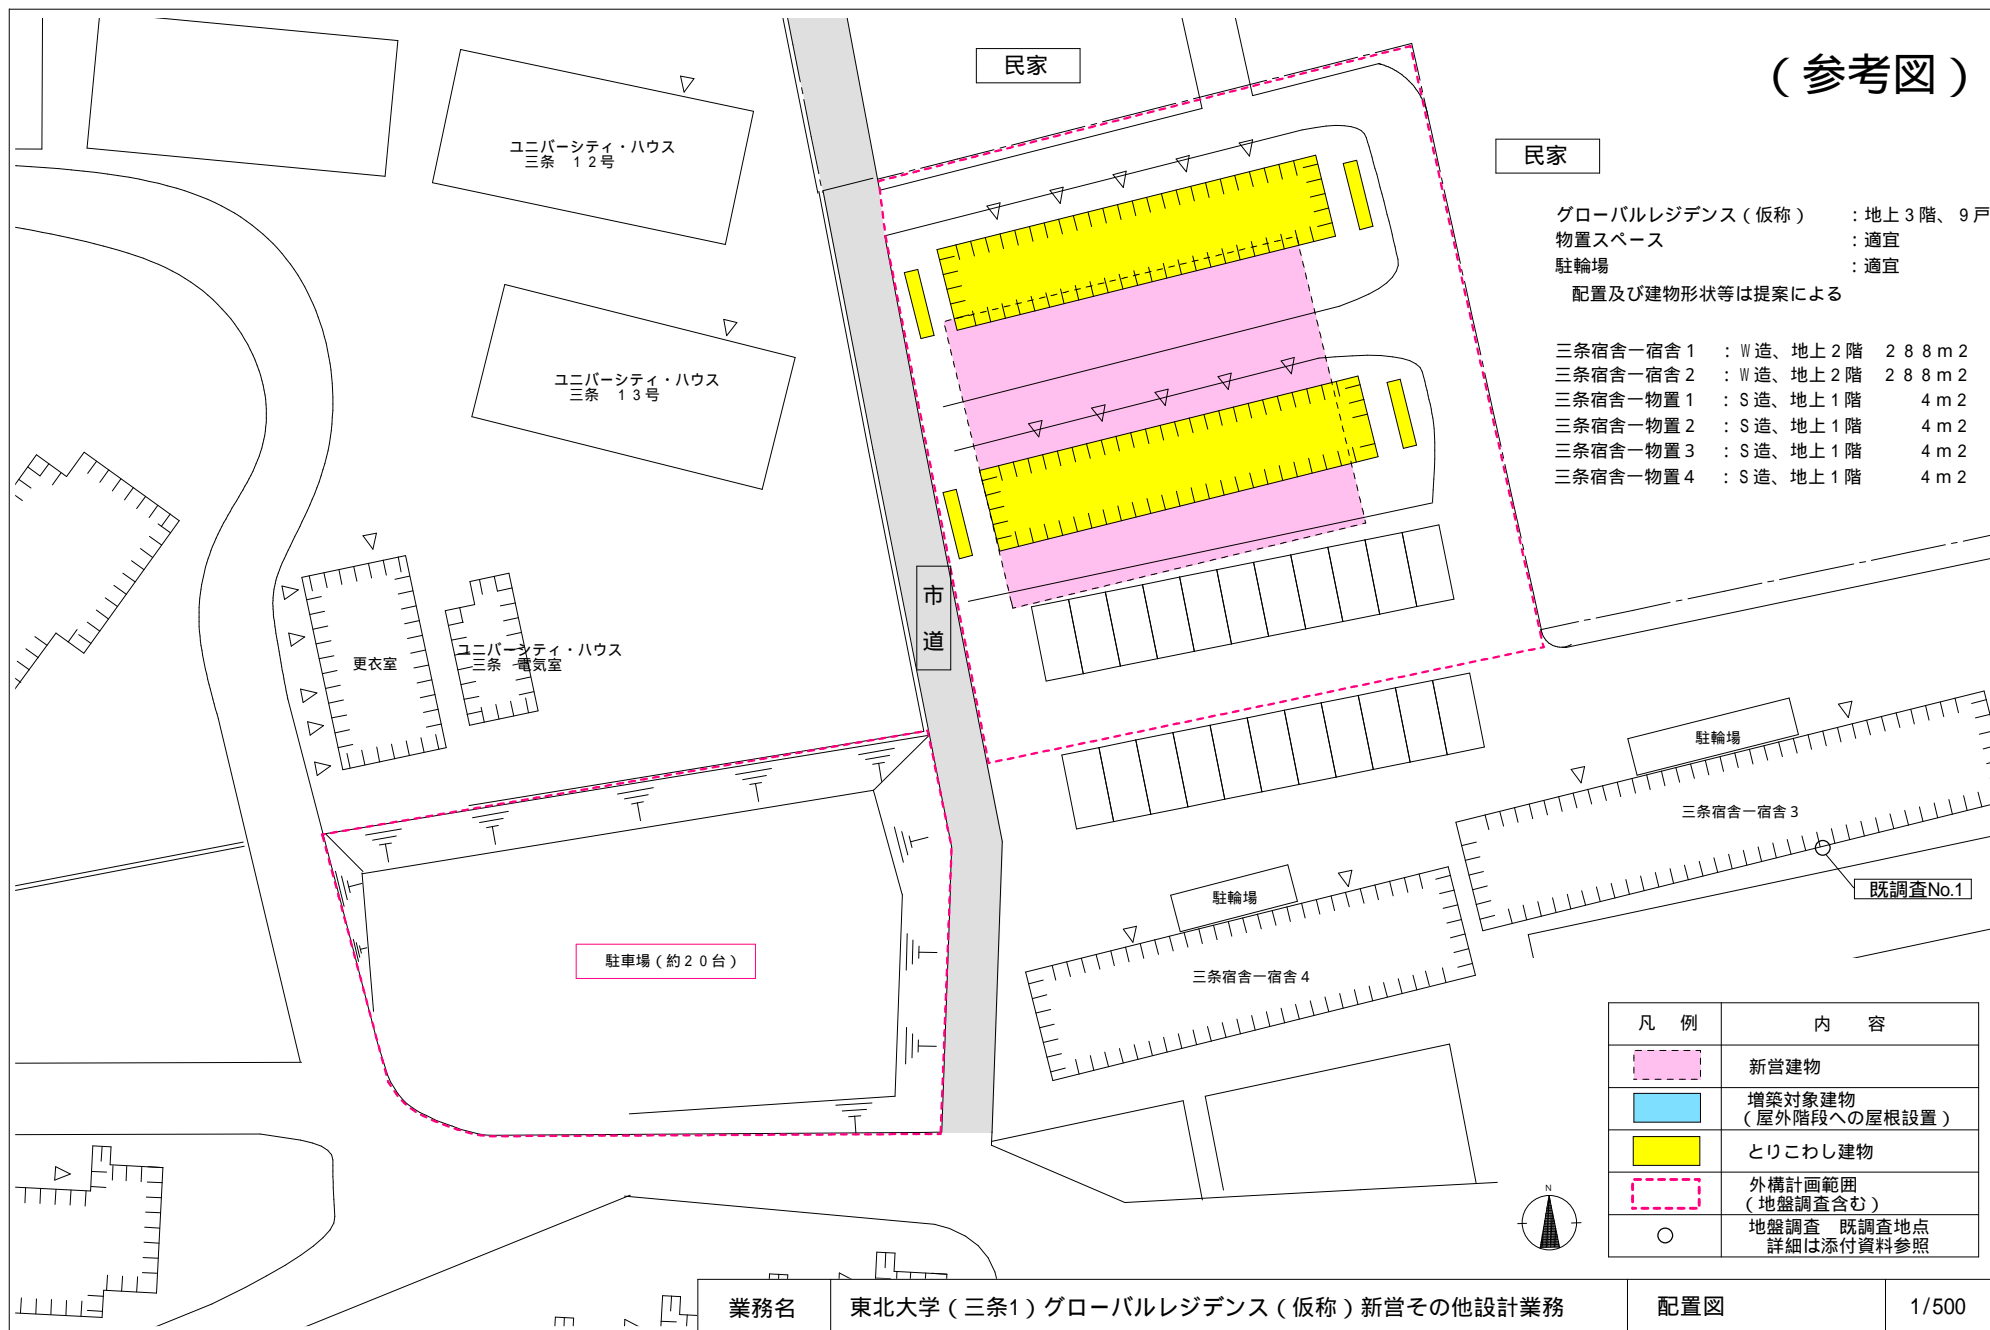 （参考図）
民家
民家
ユニバーシティ・ハウス
三条　12号
グローバルレジデンス（仮称）　：地上3階、9戸
物置スペース　：適宜
駐輪場　：適宜
配置及び建物形状等は提案による
三条宿舎一宿舎1　：W造、地上2階　288m2
三条宿舎一宿舎2　：W造、地上2階　288m2
三条宿舎一物置1　：S造、地上1階　4m2
三条宿舎一物置2　：S造、地上1階　4m2
三条宿舎一物置3　：S造、地上1階　4m2
三条宿舎一物置4　：S造、地上1階　4m2
ユニバーシティ・ハウス
三条　13号
市
道
更衣室
ユニバーシティ・ハウス
三条　電気室
駐輪場
三条宿舎一宿舎3
既調査No.1
駐輪場
三条宿舎一宿舎4
駐車場（約20台）
凡　例　内　容
新営建物
増築対象建物
（屋外階段への屋根設置）
とりこわし建物
外構計画範囲
（地盤調査含む）
地盤調査　既調査地点
詳細は添付資料参照
N
業務名　東北大学（三条1）グローバルレジデンス（仮称）新営その他設計業務　配置図　1/500